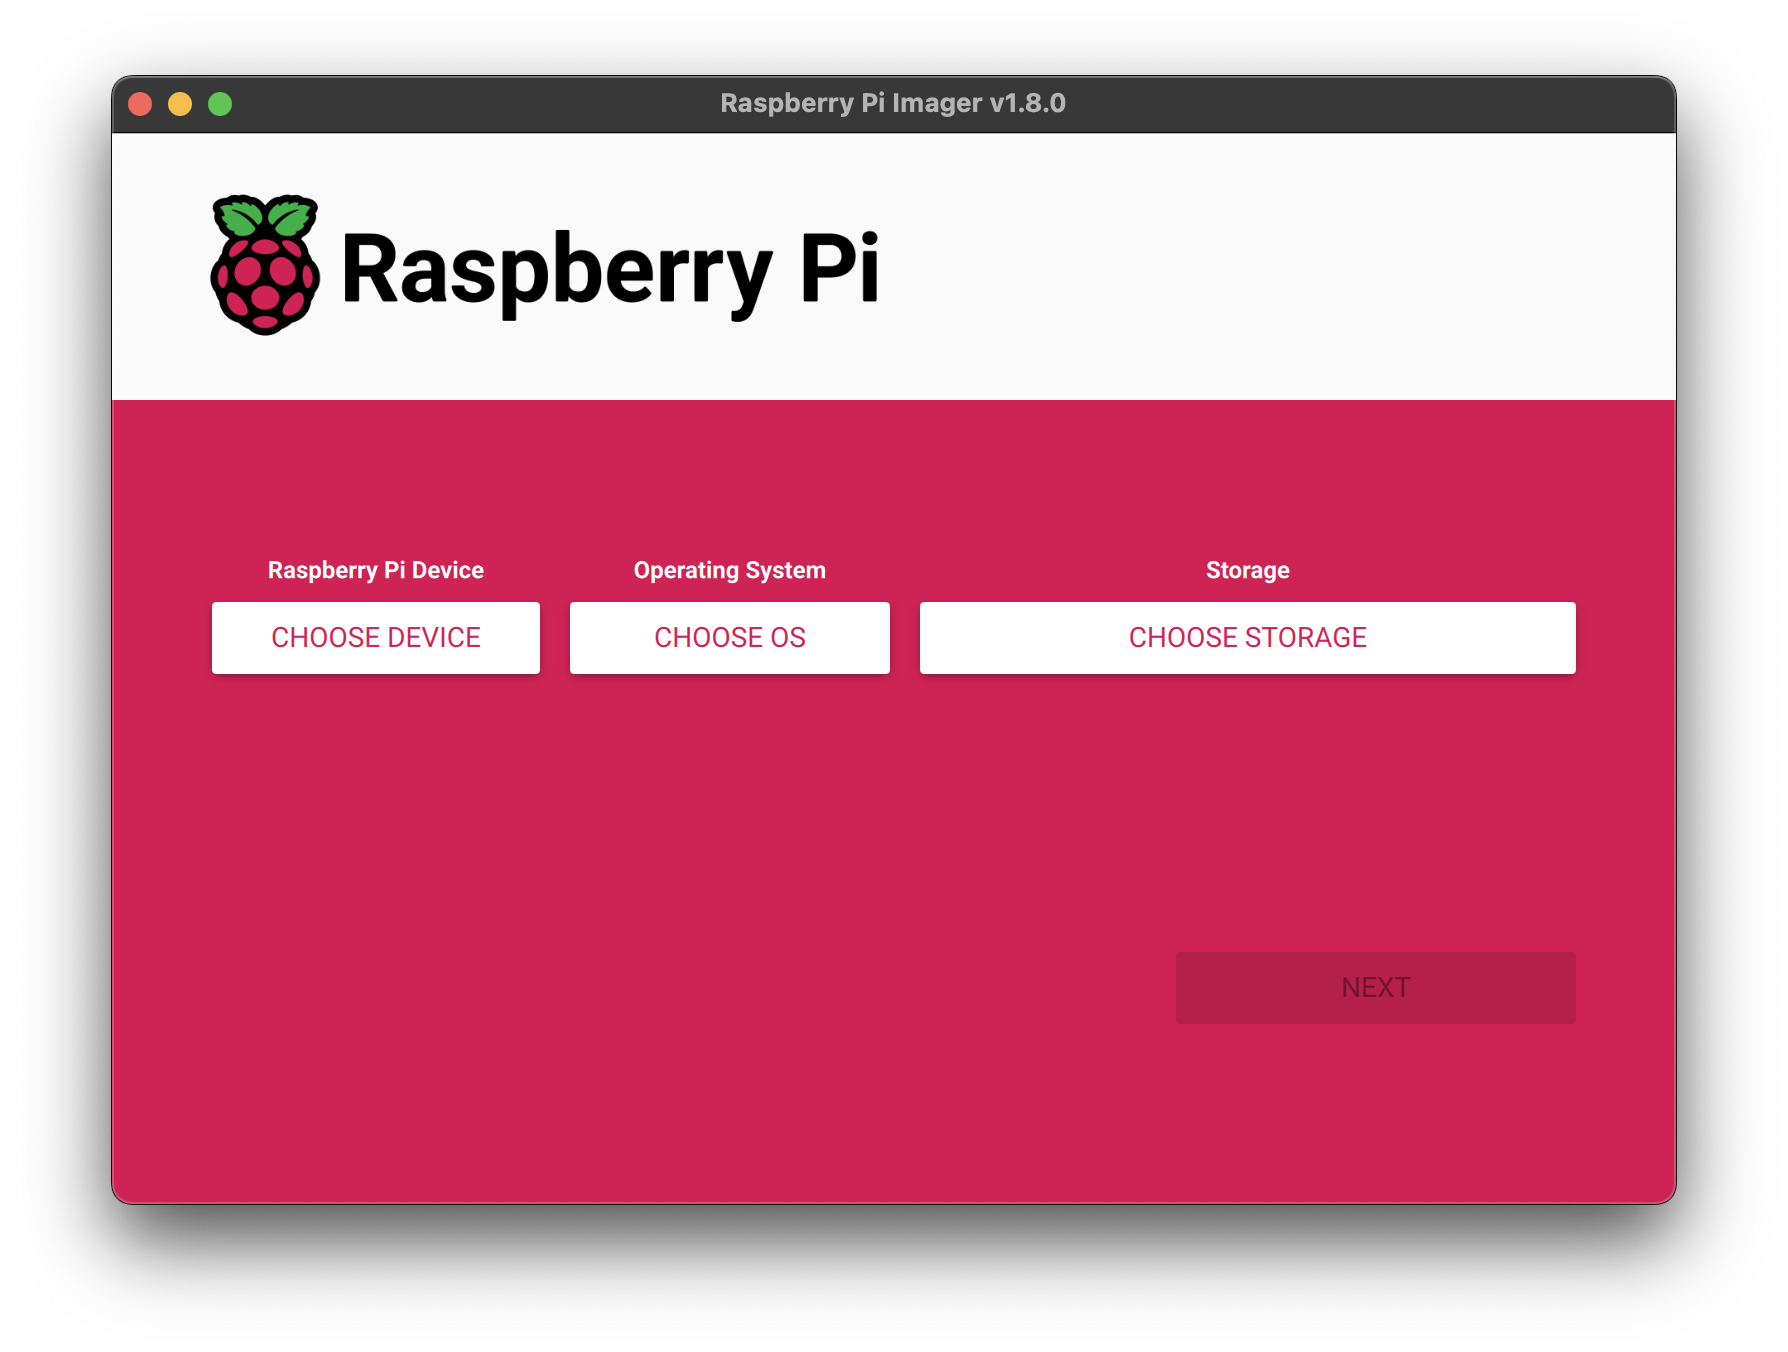 Raspberry Pi Imager v1.8.0
Raspberry Pi
Raspberry Pi Device
Operating System
Storage
CHOOSE DEVICE
CHOOSE OS
CHOOSE STORAGE
NEXT